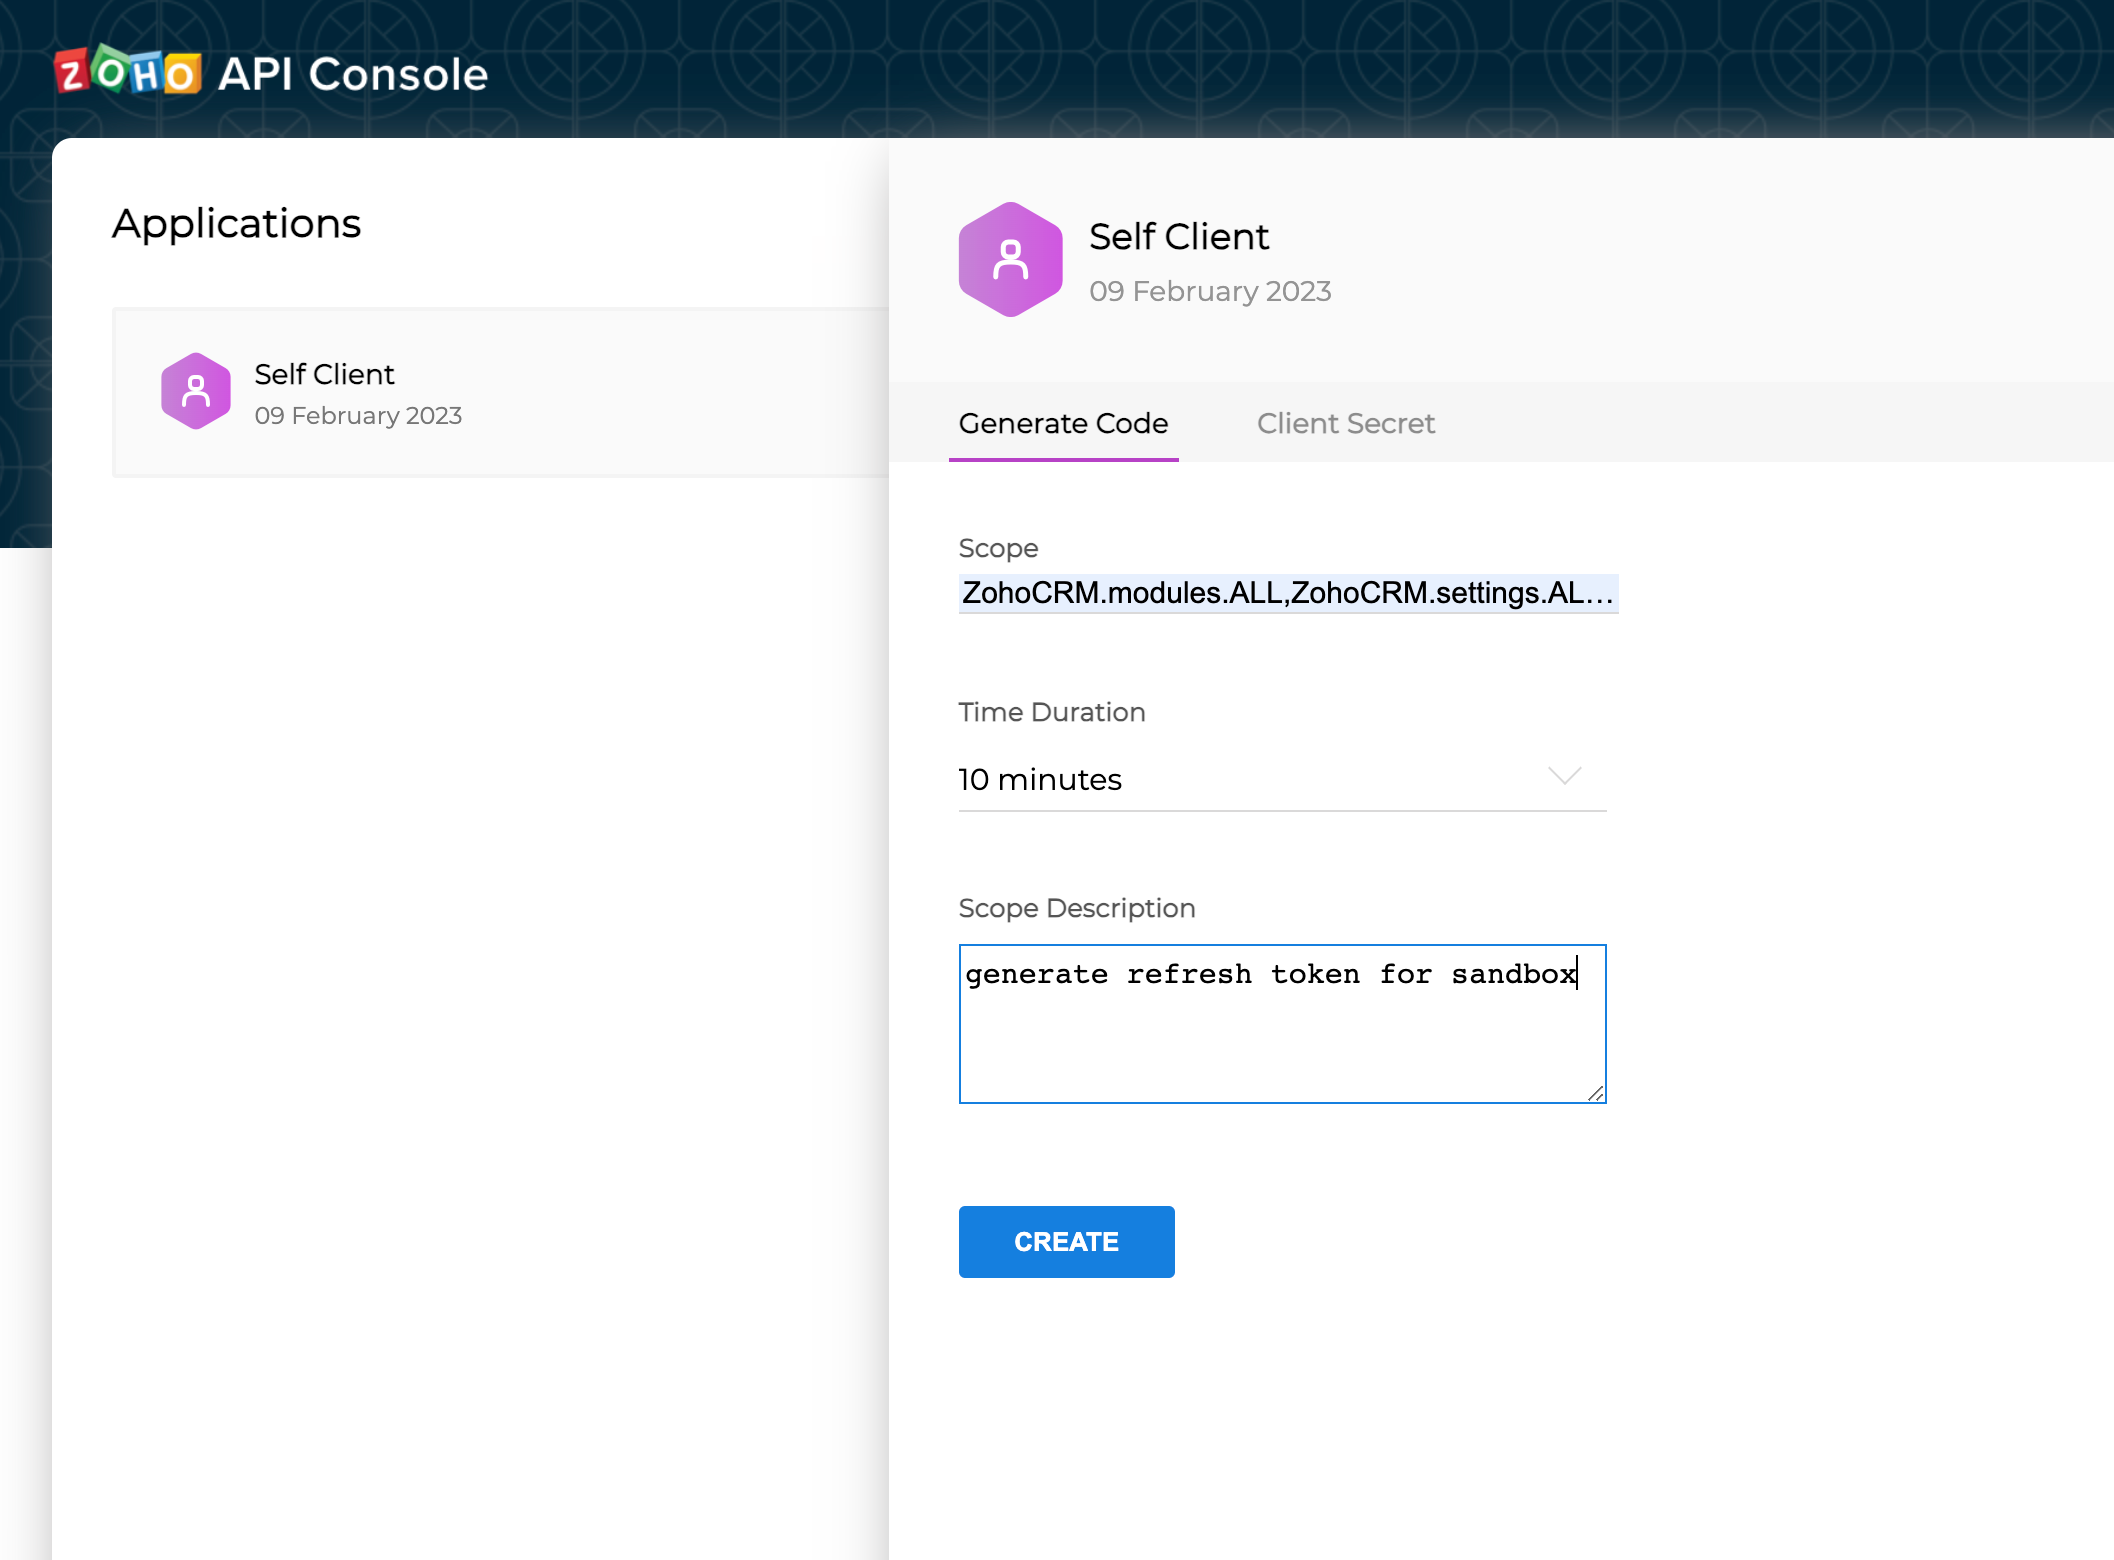 ZOHO API Console
Applications
Self Client
09 February 2023
Self Client
09 February 2023
Generate Code
Client Secret
Scope
ZohoCRM.modules.ALL,ZohoCRM.settings.AL...
Time Duration
10 minutes
Scope Description
generate refresh token for sandbox
CREATE